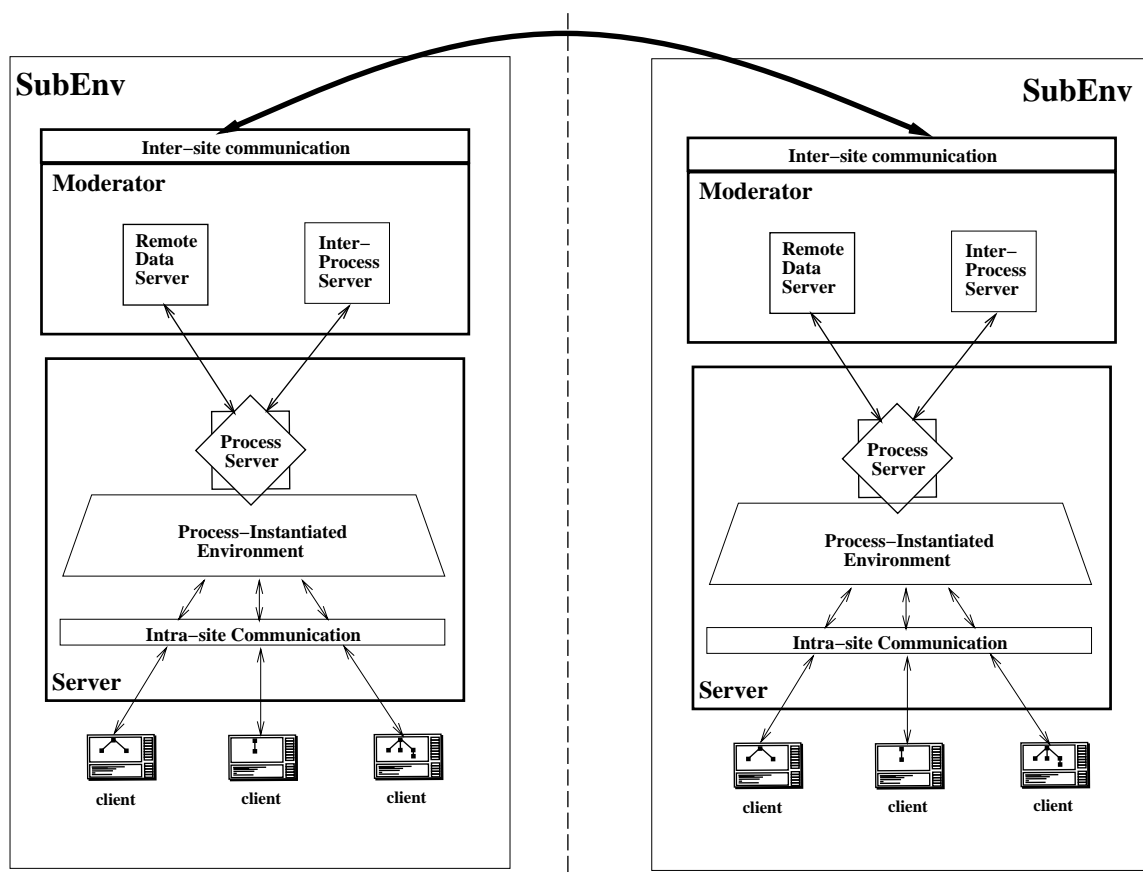 SubEnv
Inter−site communication
Moderator
Remote
Data
Server
Inter−
Process
Server
Process
Server
Process−Instantiated
Environment
Intra-site Communication
Server
client
client
client
SubEnv
Inter−site communication
Moderator
Remote
Data
Server
Inter-
Process
Server
Process
Server
Process−Instantiated
Environment
Intra-site Communication
Server
client
client
client